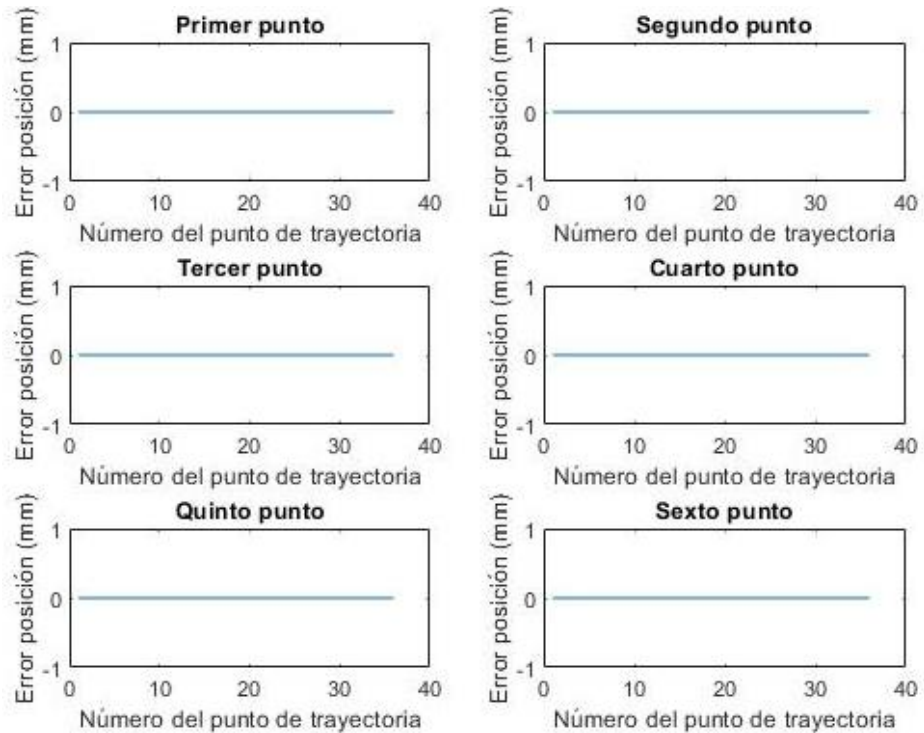 Primer punto
Error posición (mm)
1
0
-1
0 10 20 30 40
Número del punto de trayectoria
Segundo punto
Error posición (mm)
1
0
-1
0 10 20 30 40
Número del punto de trayectoria
Tercer punto
Error posición (mm)
1
0
-1
0 10 20 30 40
Número del punto de trayectoria
Cuarto punto
Error posición (mm)
1
0
-1
0 10 20 30 40
Número del punto de trayectoria
Quinto punto
Error posición (mm)
1
0
-1
0 10 20 30 40
Número del punto de trayectoria
Sexto punto
Error posición (mm)
1
0
-1
0 10 20 30 40
Número del punto de trayectoria